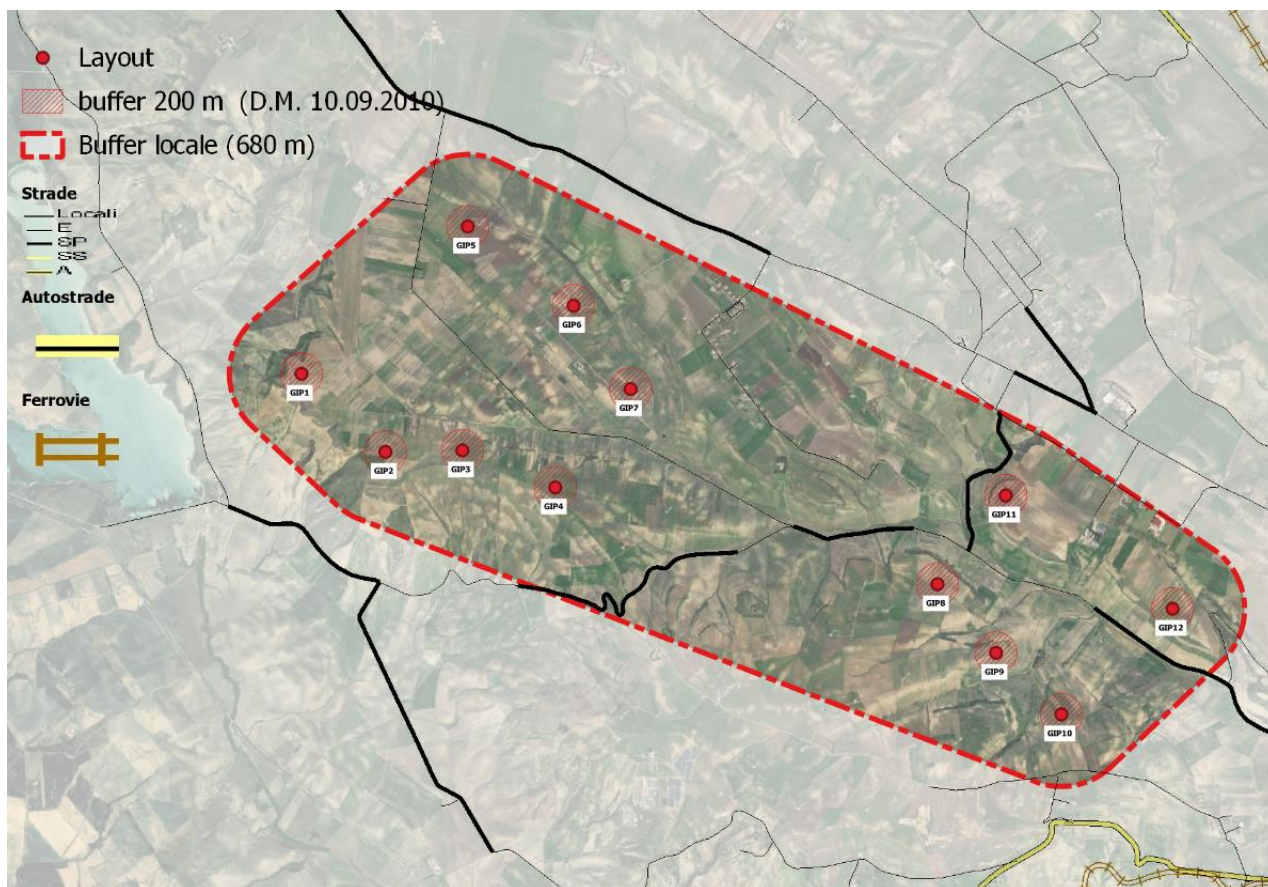 Layout
buffer 200 m (D.M. 10.09.2010)
Buffer locale (680 m)
Strade
Locali
E
SP
SS
A
Autostrade
Ferrovie
GIP5
GIP6
GIP1
GIP7
GIP2
GIP3
GIP4
GIP11
GIP8
GIP12
GIP9
GIP10